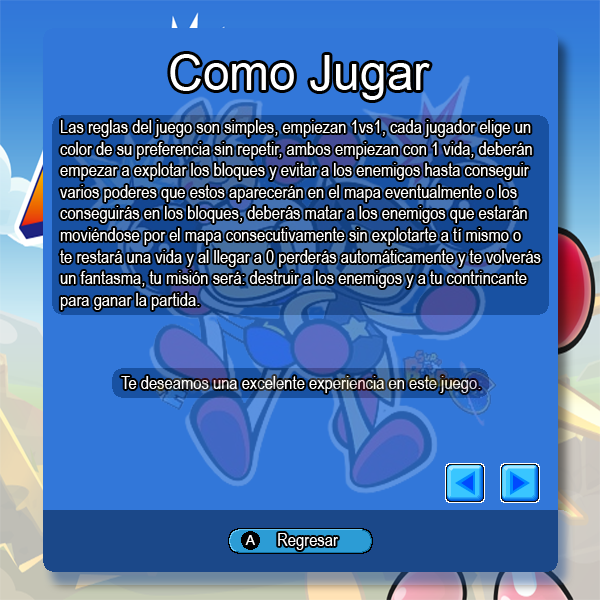 Como Jugar
Las reglas del juego son simples, empiezan 1vs1, cada jugador elige un
color de su preferencia sin repetir, ambos empiezan con 1 vida, deberán
empezar a explotar los bloques y evitar a los enemigos hasta conseguir
varios poderes que estos aparecerán en el mapa eventualmente o los
conseguirás en los bloques, deberás matar a los enemigos que estarán
moviéndose por el mapa consecutivamente sin explotarte a tí mismo o
te restará una vida y al llegar a 0 perderás automáticamente y te volverás
un fantasma, tu misión será: destruir a los enemigos y a tu contrincante
para ganar la partida.
Te deseamos una excelente experiencia en este juego.
A Regresar